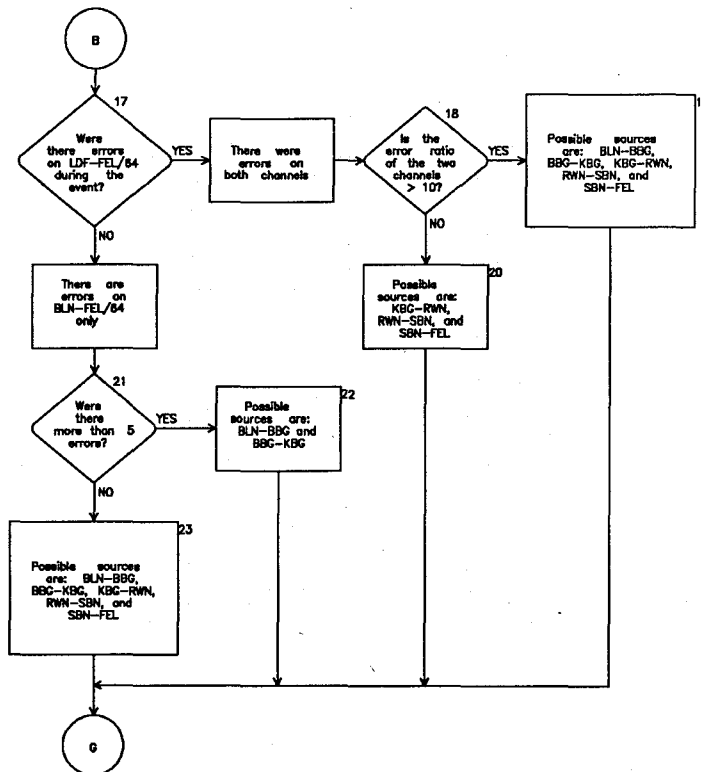 B
17
Were
there errors
on LDF-FEL/64
during the
event?
YES
There were
errors on
both channels
18
Is the
error ratio
of the two
channels
> 10?
YES
1
Possible sources
are: BLN-BBG,
BBG-KBG, KBG-RWN,
RWN-SBN, and
SBN-FEL
NO
NO
There are
errors on
BLN-FEL/64
only
20
Possible
sources are:
KBG-RWN,
RWN-SBN, and
SBN-FEL
21
Were
there
more than 5
errors?
YES
22
Possible
sources are:
BLN-BBG and
BBG-KBG
NO
23
Possible sources
are: BLN-BBG,
BBG-KBG, KBG-RWN,
RWN-SBN, and
SBN-FEL
G